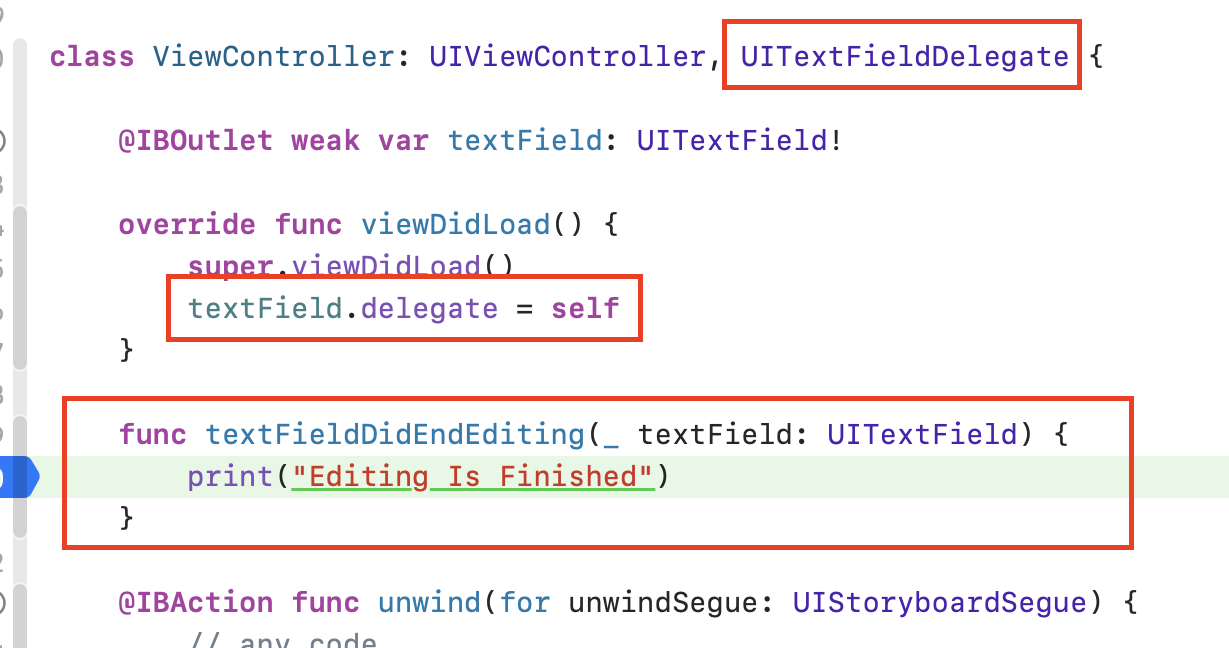 class ViewController: UIViewController, UITextFieldDelegate {
@IBOutlet weak var textField: UITextField!
override func viewDidLoad() {
super.viewDidLoad()
textField.delegate = self
}
func textFieldDidEndEditing(_ textField: UITextField) {
print("Editing Is Finished")
}
@IBAction func unwind(for unwindSegue: UIStoryboardSegue) {
// any code